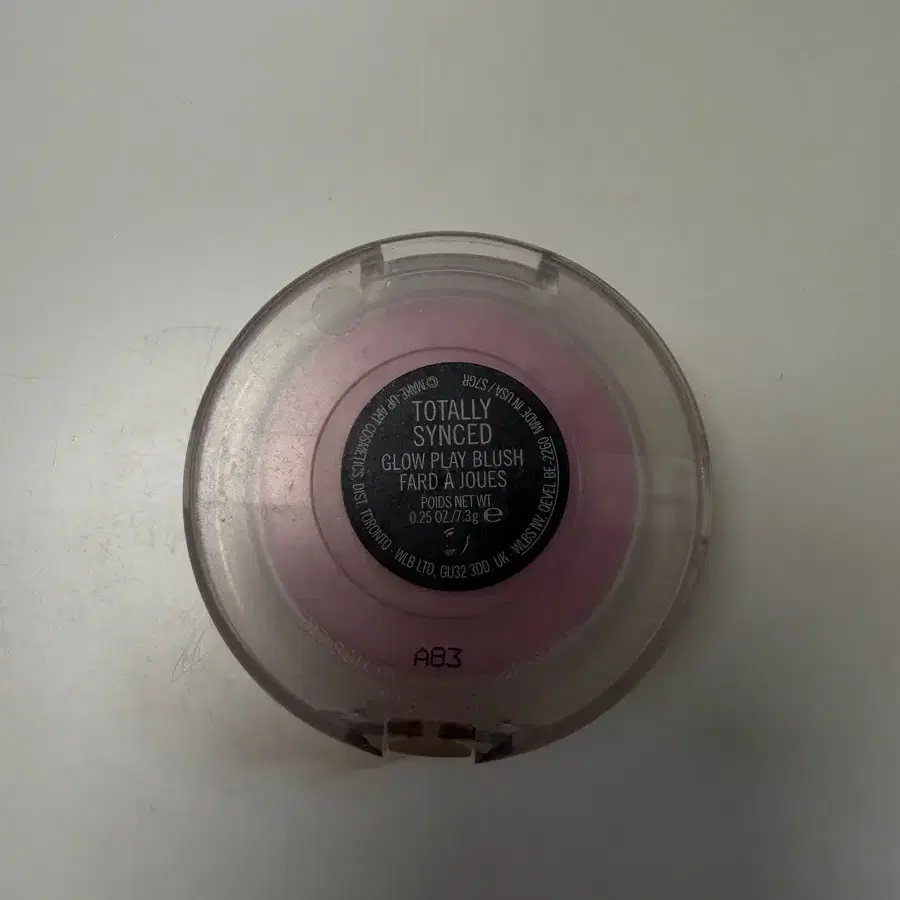 TOTALLY
SYNCED
GLOW PLAY BLUSH
FARD A JOUES
POIDS NET WT.
0.25 OZ./7.3g e
© MAKE-UP ART COSMETICS, DIST. TORONTO · WLB LTD, GU32 3DD, UK · WLBS NV OEVEL BE-2260 MADE IN USA / S7GR
A83